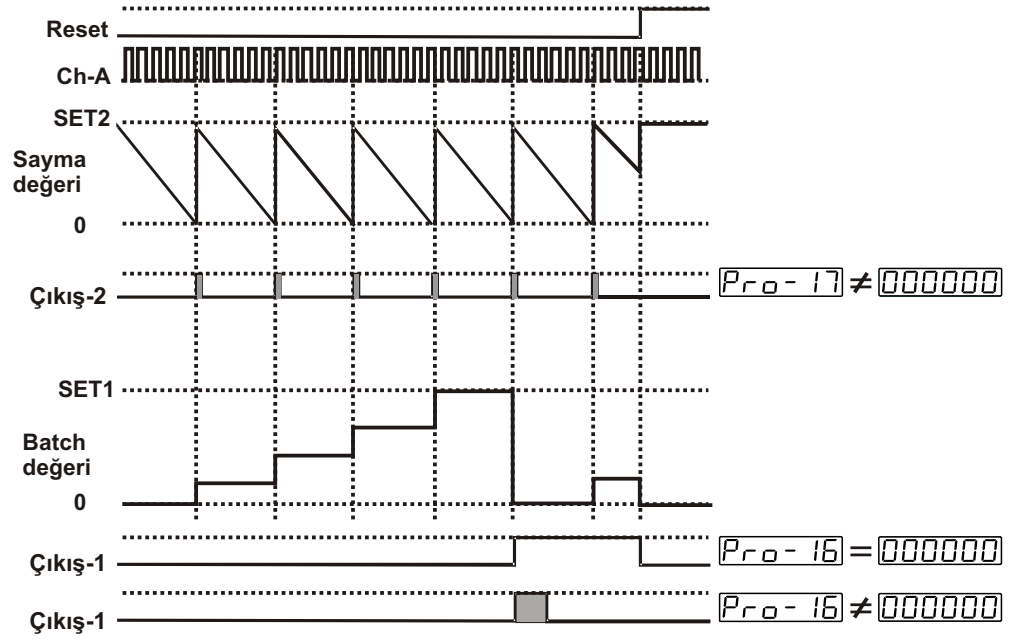 Reset
Ch-A
SET2
Sayma
değeri
0
Çıkış-2
Pro-17 ≠ 000000
SET1
Batch
değeri
0
Çıkış-1
Pro-16 = 000000
Çıkış-1
Pro-16 ≠ 000000